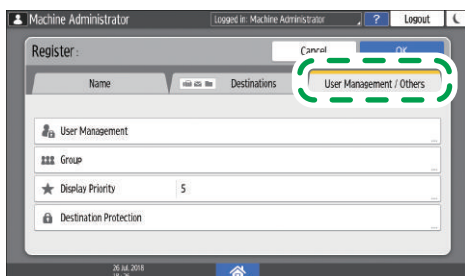 Machine Administrator Logged in: Machine Administrator ? Logout
Register: Cancel OK
Name Destinations User Management / Others
User Management
Group
Display Priority 5
Destination Protection
26 Jul. 2018